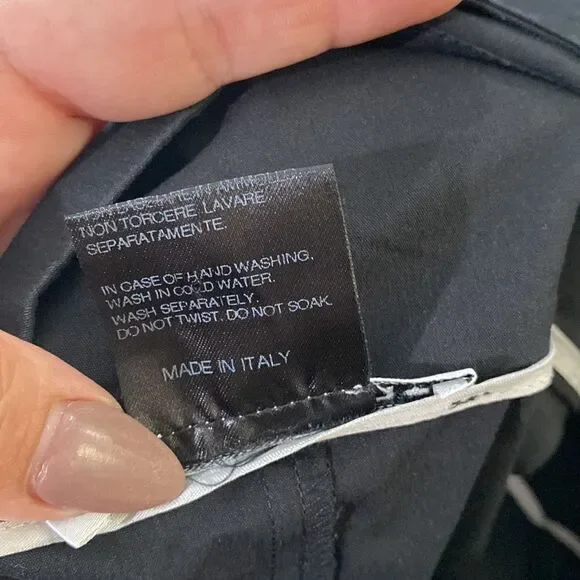 NON TORCERE LAVARE
SEPARATAMENTE.
IN CASE OF HAND WASHING,
WASH IN COLD WATER.
WASH SEPARATELY.
DO NOT TWIST. DO NOT SOAK.
MADE IN ITALY